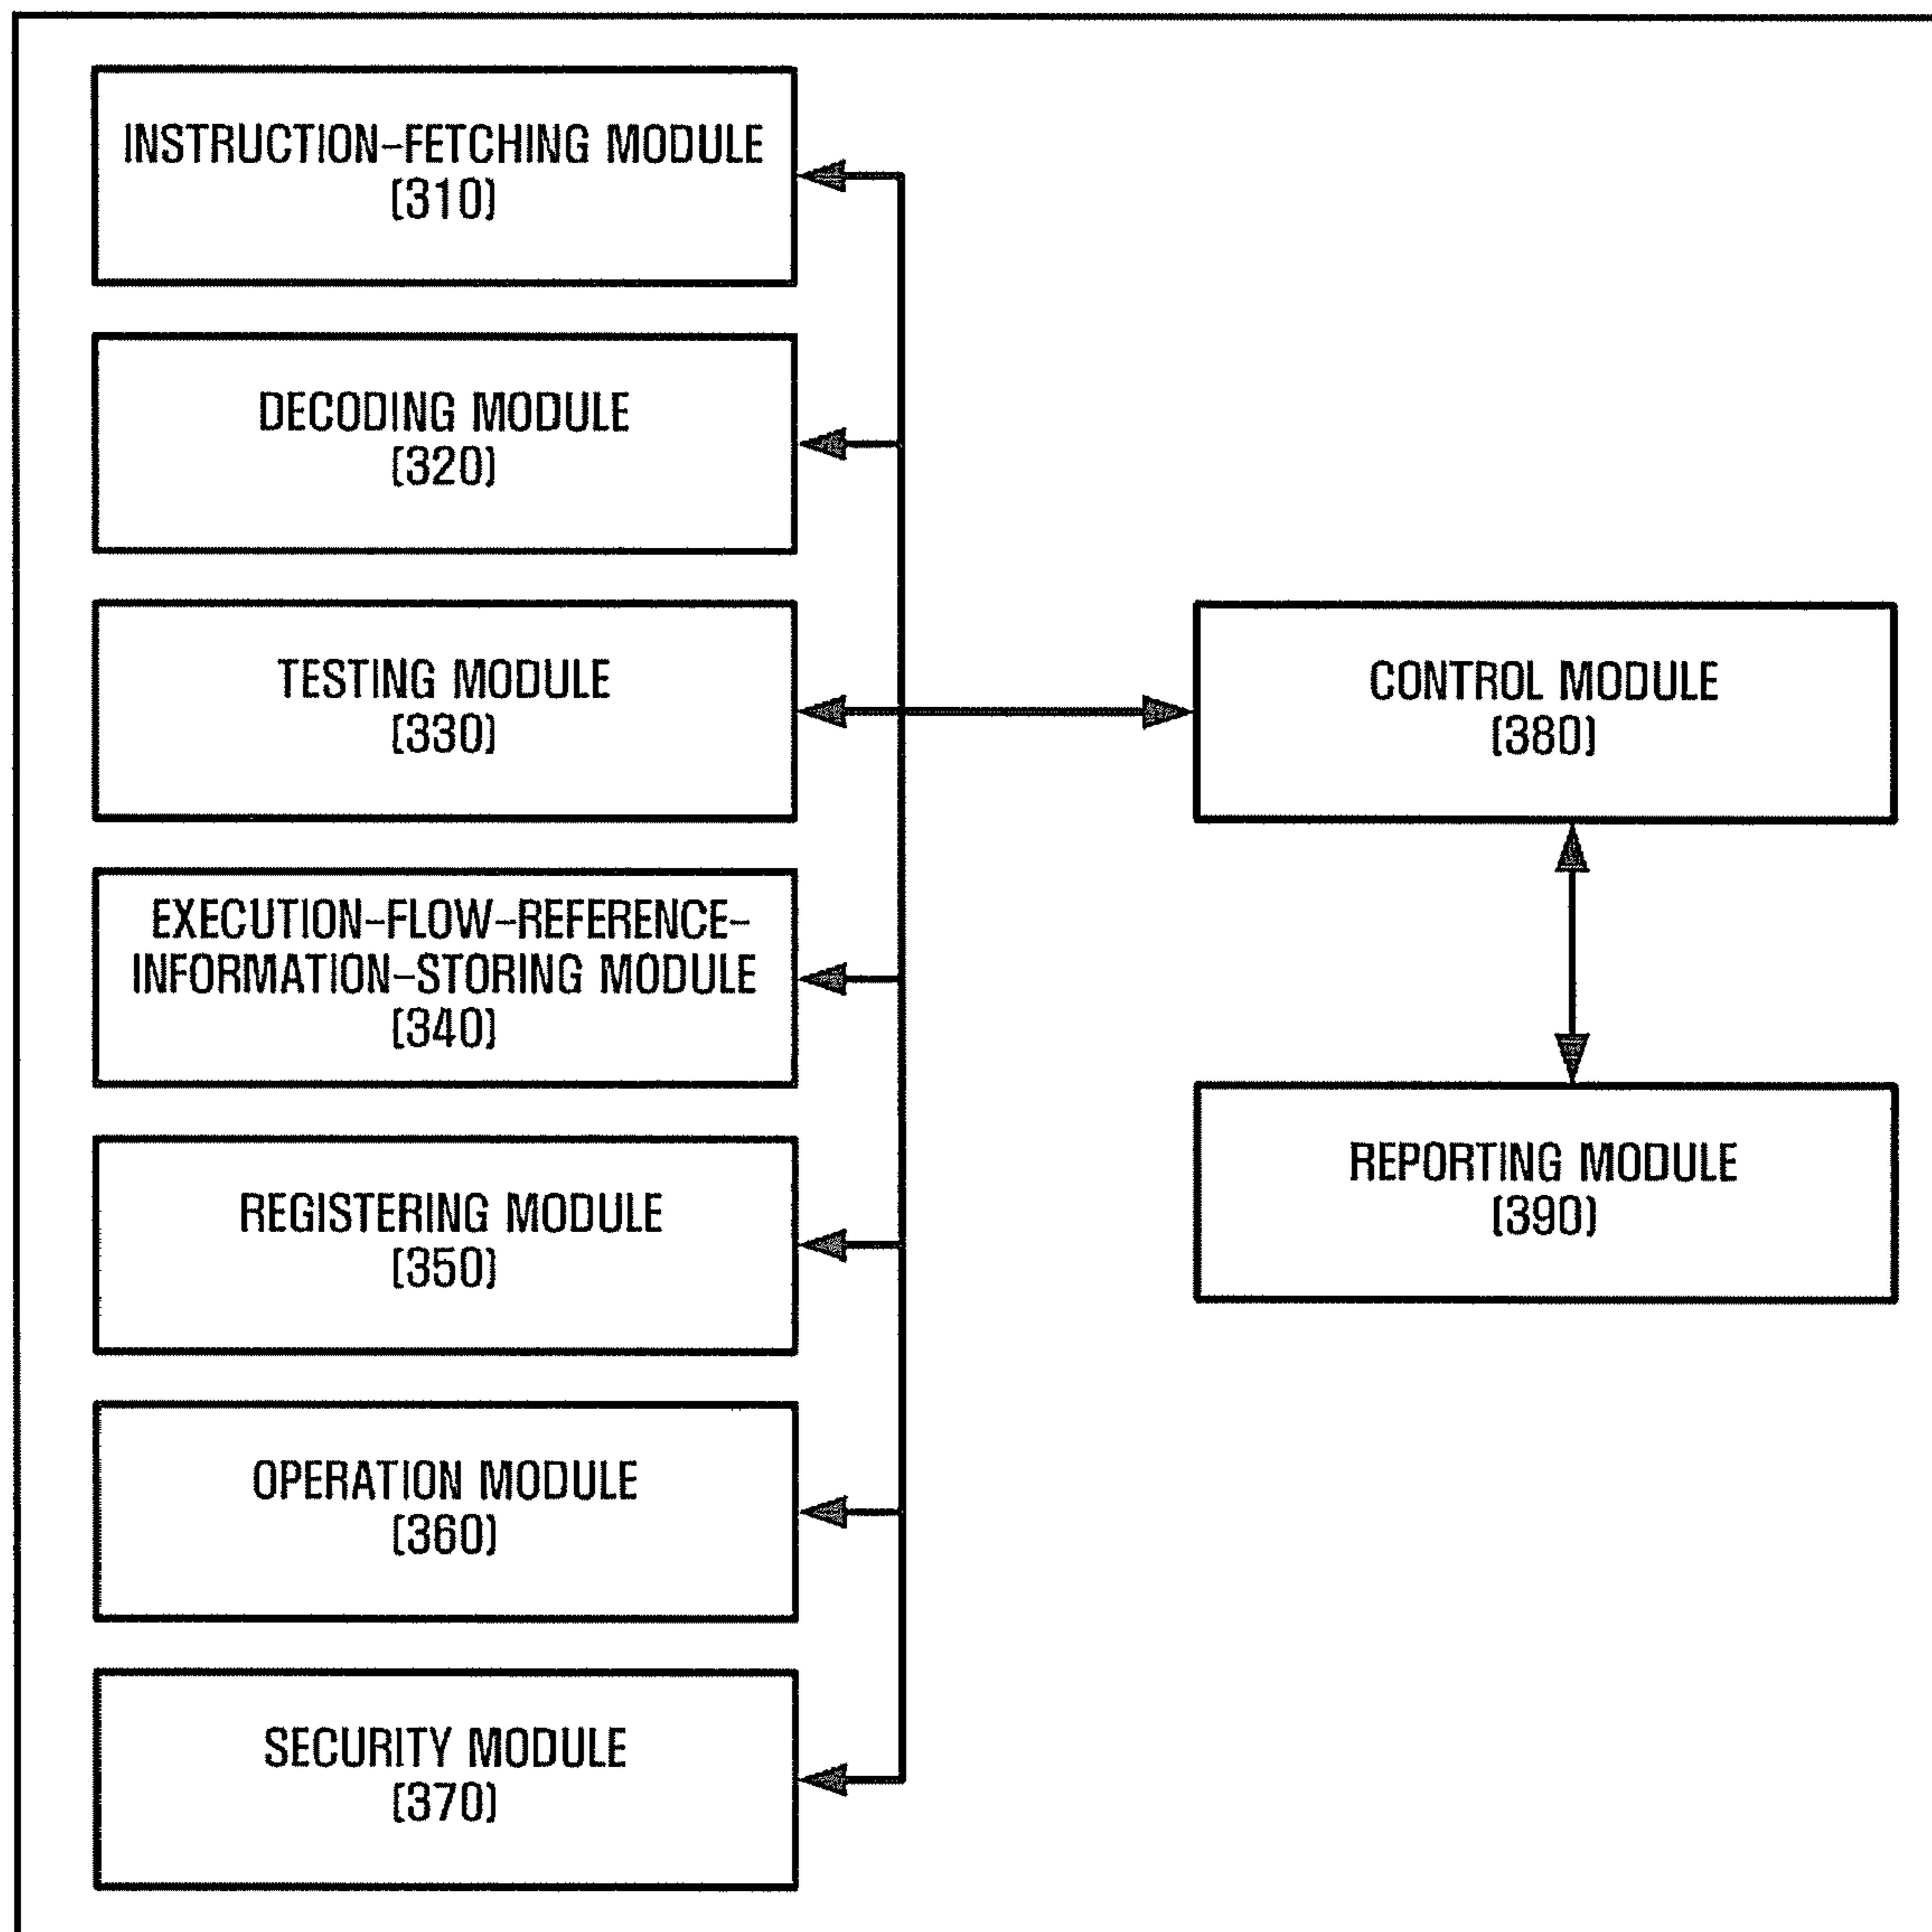 INSTRUCTION-FETCHING MODULE
(310)
DECODING MODULE
(320)
TESTING MODULE
(330)
EXECUTION-FLOW-REFERENCE-
INFORMATION-STORING MODULE
(340)
REGISTERING MODULE
(350)
OPERATION MODULE
(360)
SECURITY MODULE
(370)
CONTROL MODULE
(380)
REPORTING MODULE
(390)